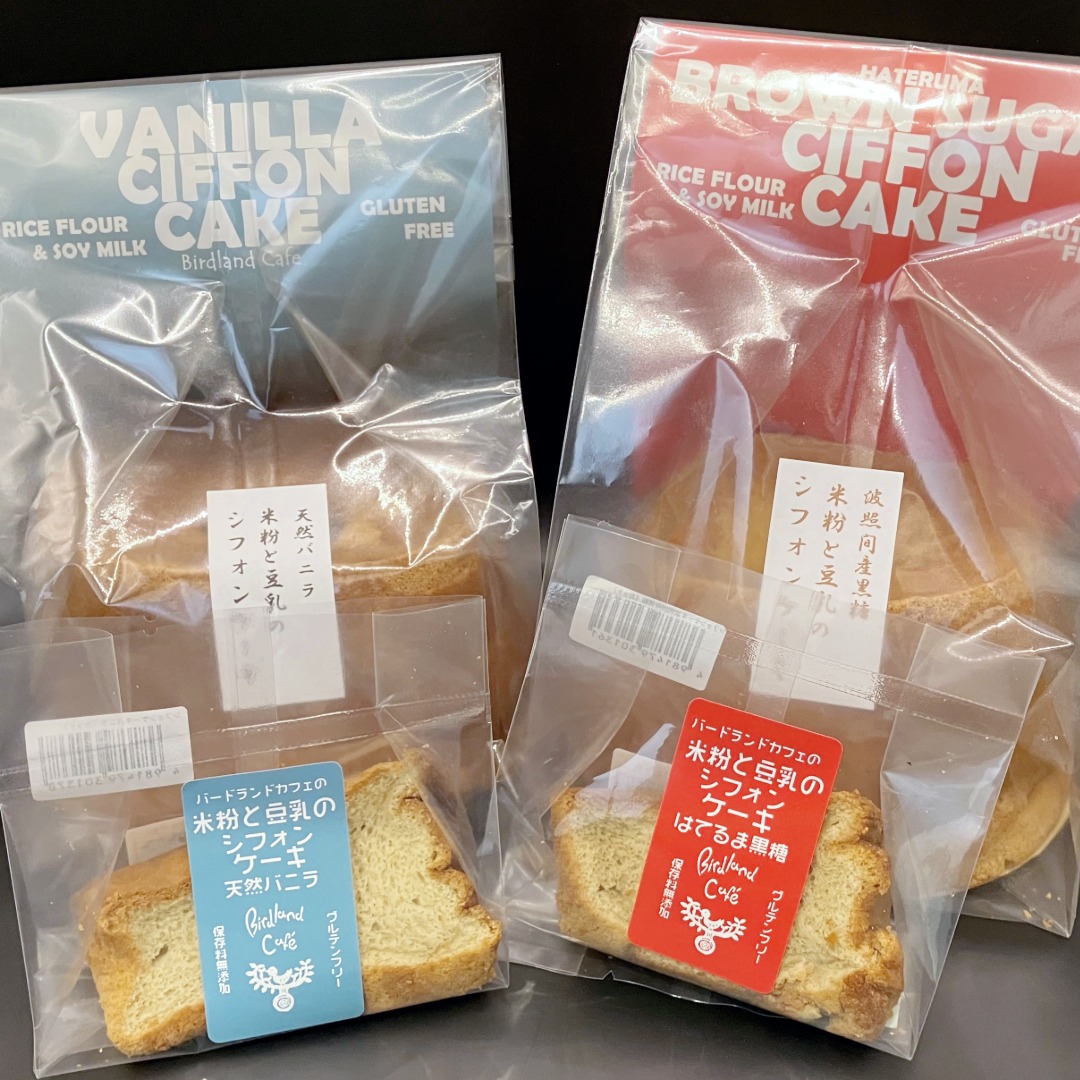 VANILLA
CIFFON
CAKE
RICE FLOUR
& SOY MILK
GLUTEN
FREE
Birdland Cafe
HATERUMA
BROWN SUGA
CIFFON
CAKE
RICE FLOUR
& SOY MILK
GLUT
F
天然バニラ
米粉と豆乳の
シフォン
波照間産黒糖
米粉と豆乳の
シフォン
バードランドカフェの
米粉と豆乳の
シフォン
ケーキ
天然バニラ
Birdland
Café
グルテンフリー
保存料無添加
4 981479 301361
バードランドカフェの
米粉と豆乳の
シフォン
ケーキ
はてるま黒糖
Birdland
Café
グルテンフリー
保存料無添加